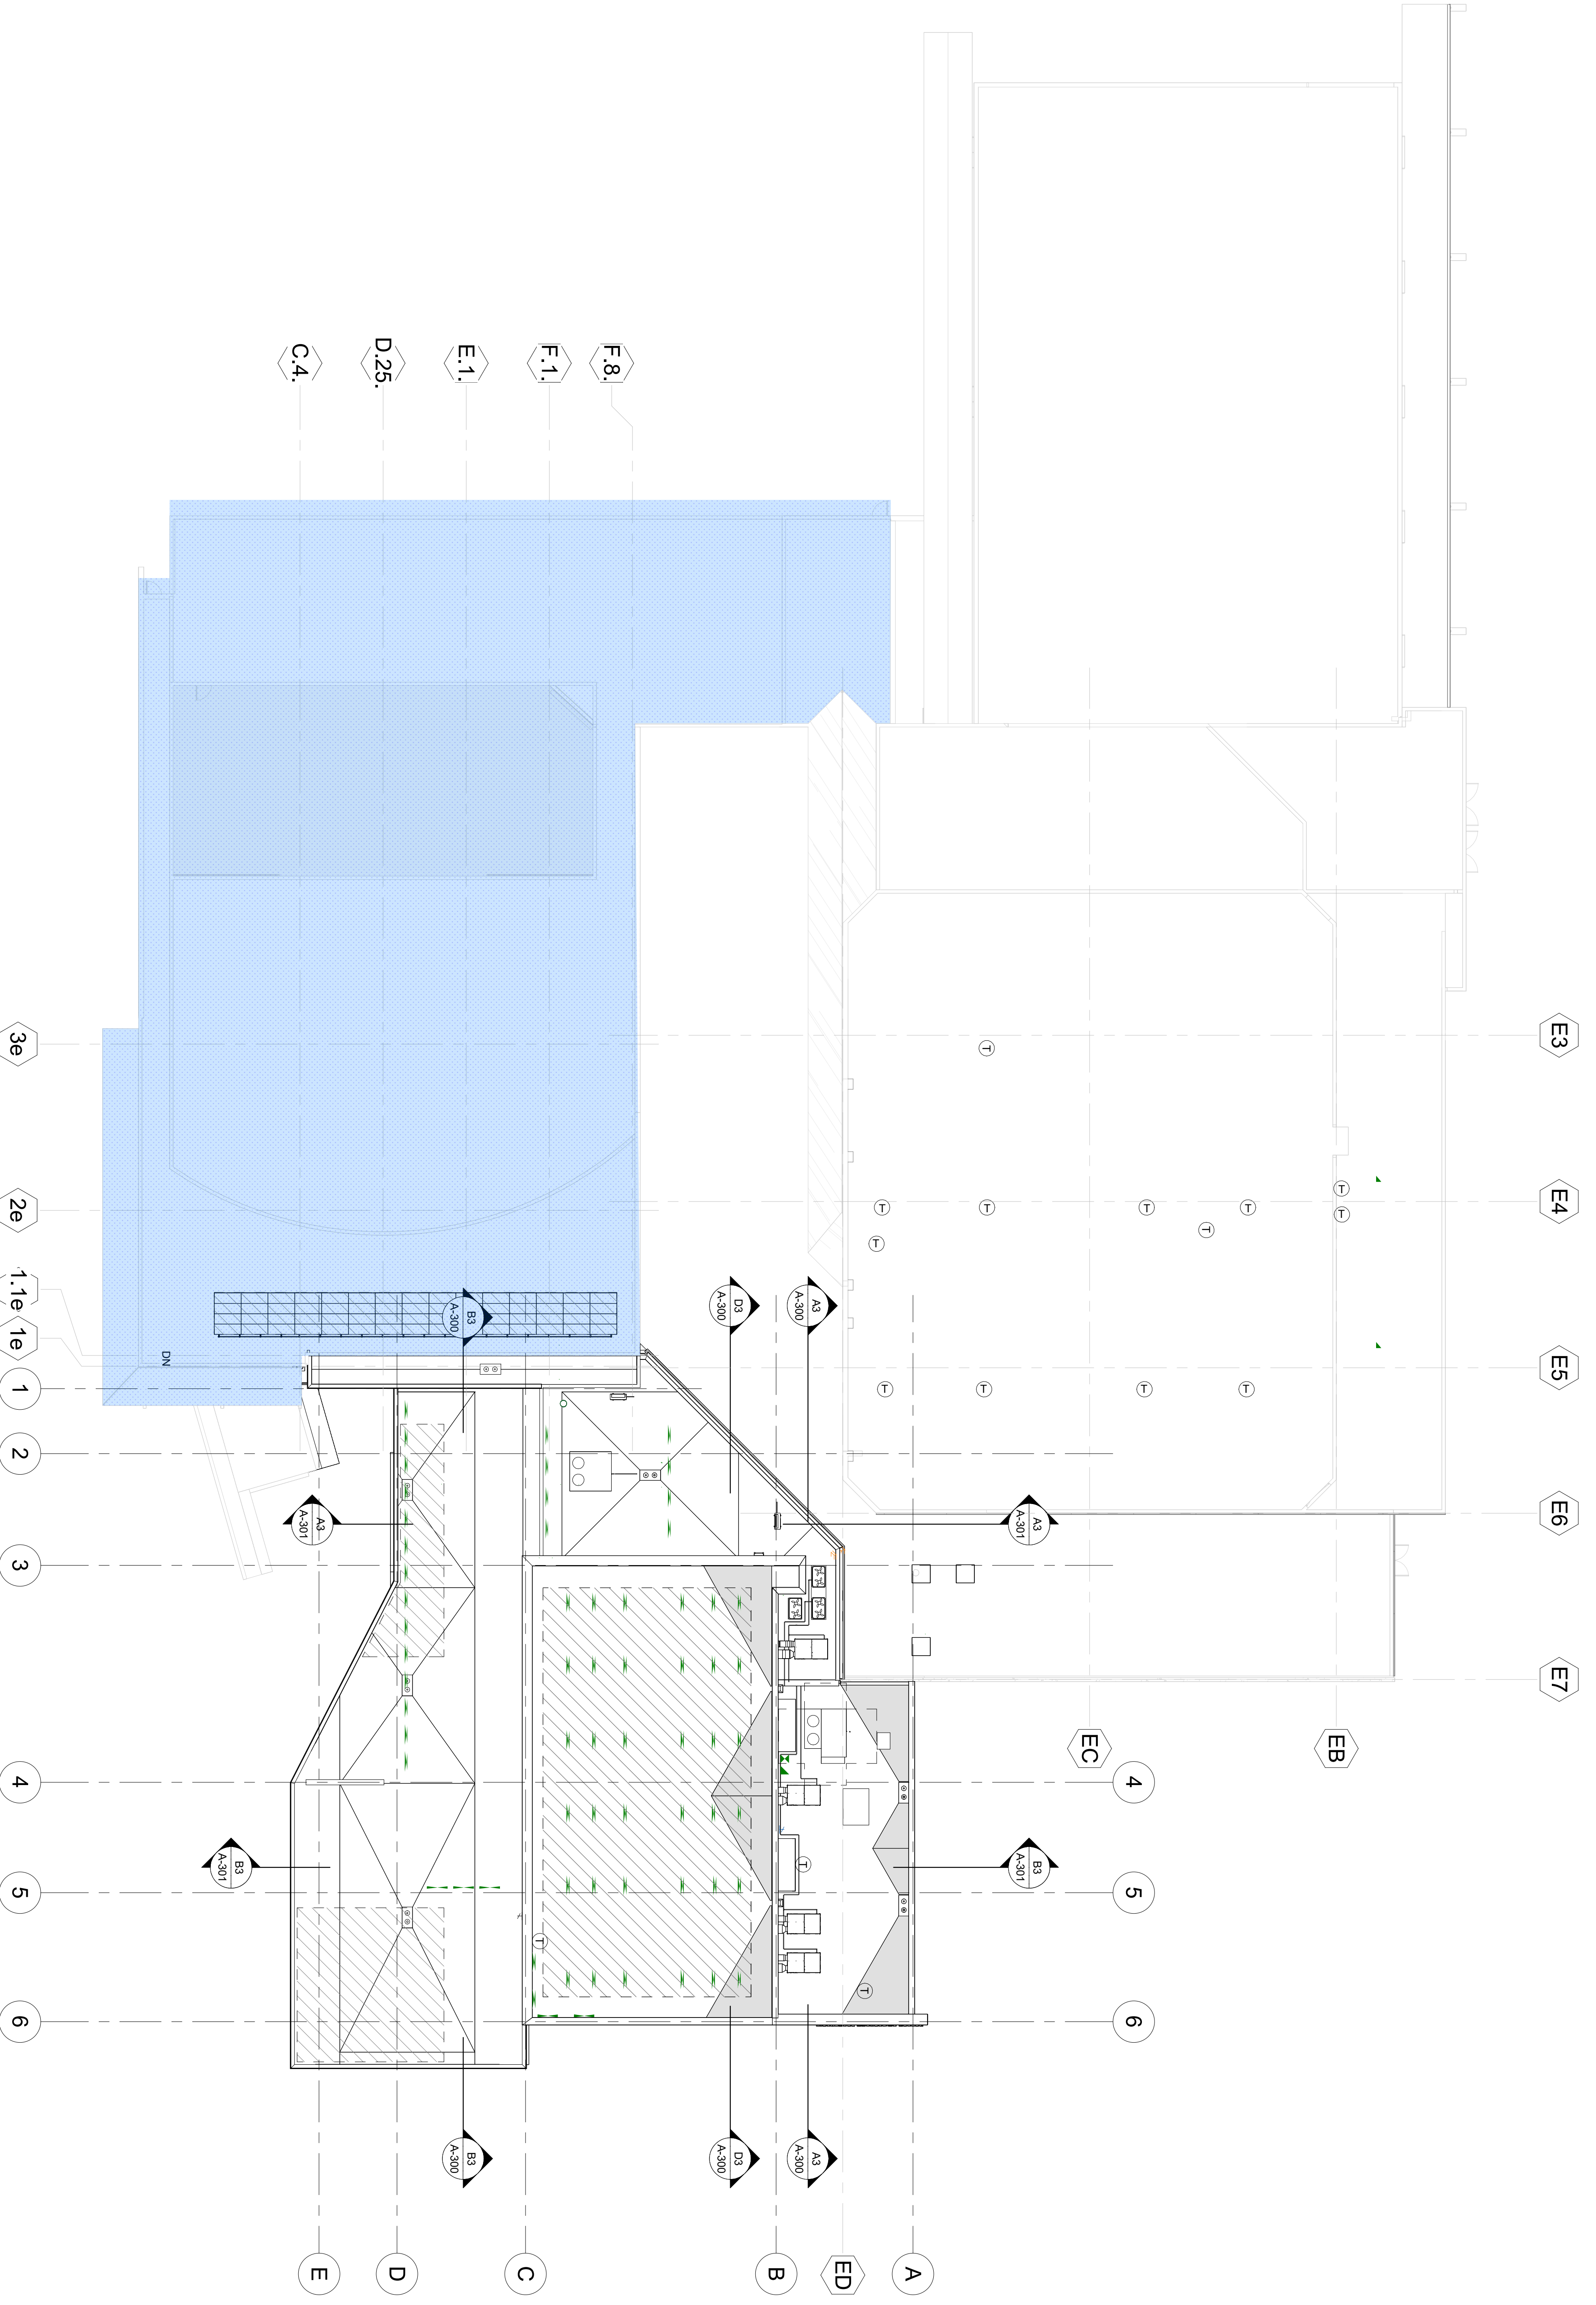 C.4.
D.25.
E.1.
F.1.
F.8.
E3
3e
T
E4
T
T
T
T
T
T
T
T
2e
1.1e
B3
A-300
D3
A-300
A3
A-300
1e
DN
E5
1
T
T
T
T
2
A3
A-301
A3
A-301
E6
3
E7
EC
EB
4
4
B3
A-301
T
B3
A-301
5
5
T
T
6
6
B3
A-300
D3
A-300
A3
A-300
E
D
C
B
ED
A